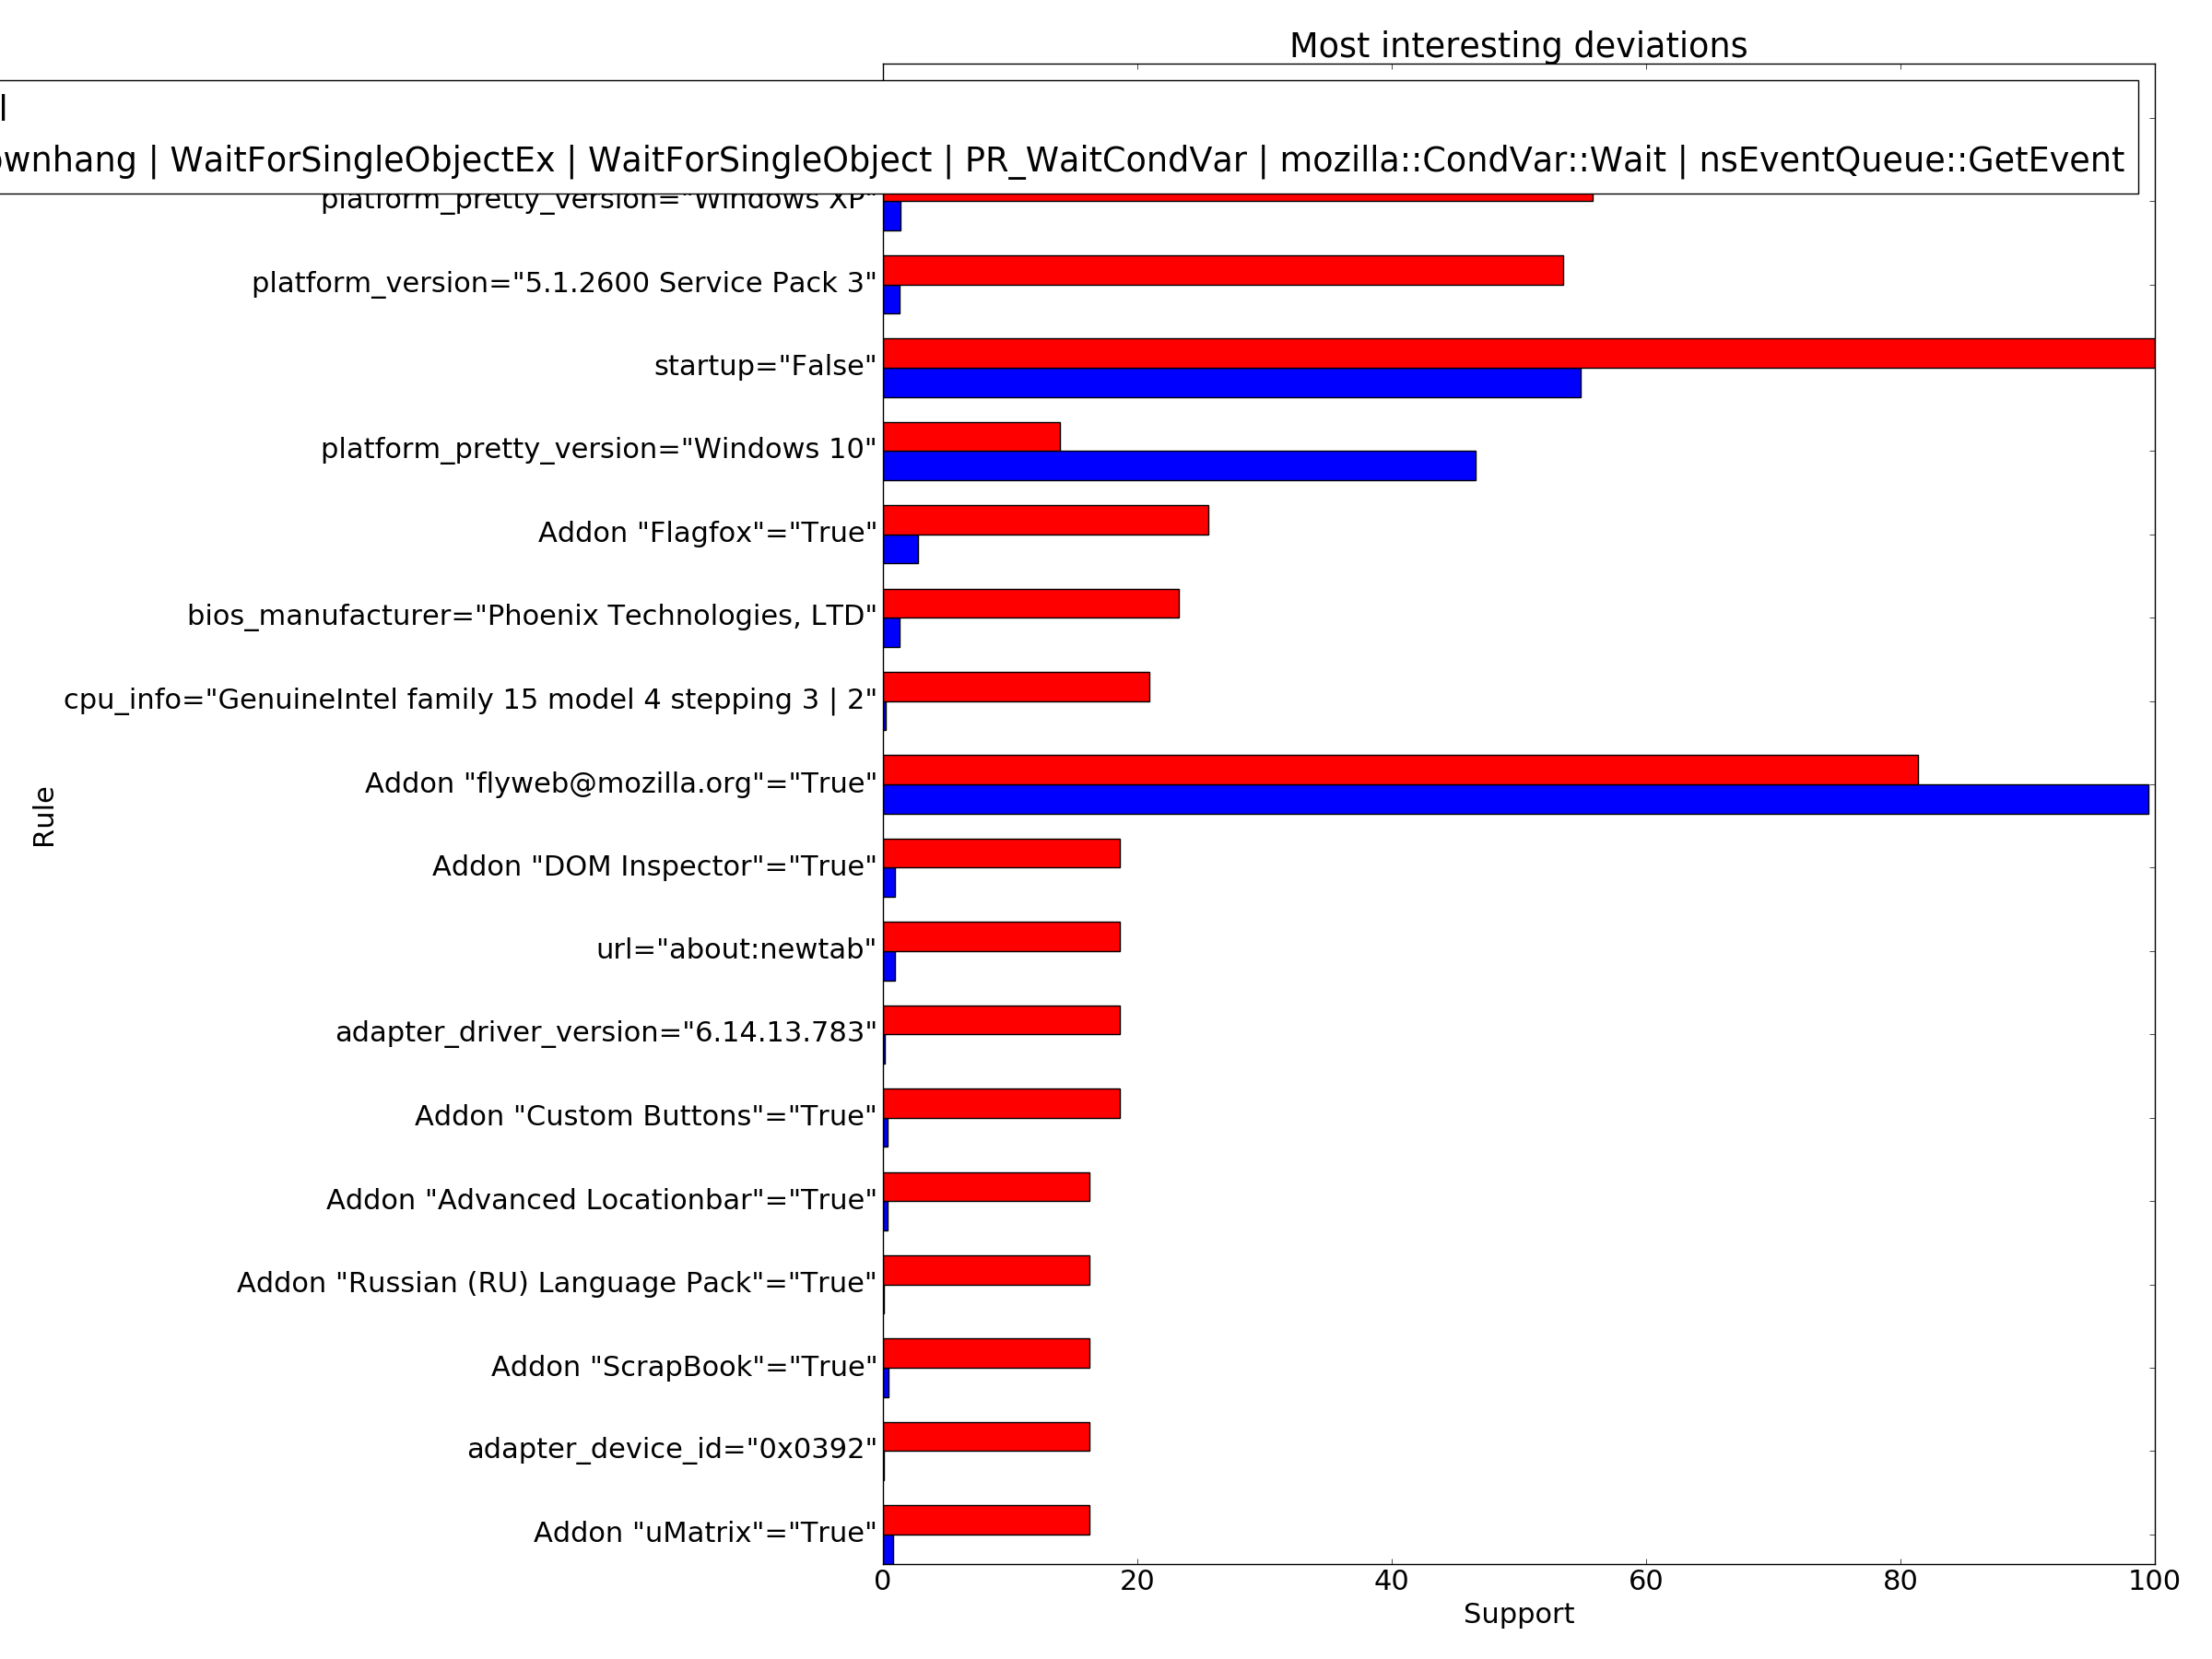 Most interesting deviations
l
wnhang | WaitForSingleObjectEx | WaitForSingleObject | PR_WaitCondVar | mozilla::CondVar::Wait | nsEventQueue::GetEvent
platform_pretty_version="Windows XP"
platform_version="5.1.2600 Service Pack 3"
startup="False"
platform_pretty_version="Windows 10"
Addon "Flagfox"="True"
bios_manufacturer="Phoenix Technologies, LTD"
cpu_info="GenuineIntel family 15 model 4 stepping 3 | 2"
Addon "flyweb@mozilla.org"="True"
Rule
Addon "DOM Inspector"="True"
url="about:newtab"
adapter_driver_version="6.14.13.783"
Addon "Custom Buttons"="True"
Addon "Advanced Locationbar"="True"
Addon "Russian (RU) Language Pack"="True"
Addon "ScrapBook"="True"
adapter_device_id="0x0392"
Addon "uMatrix"="True"
0 20 40 60 80 100
Support